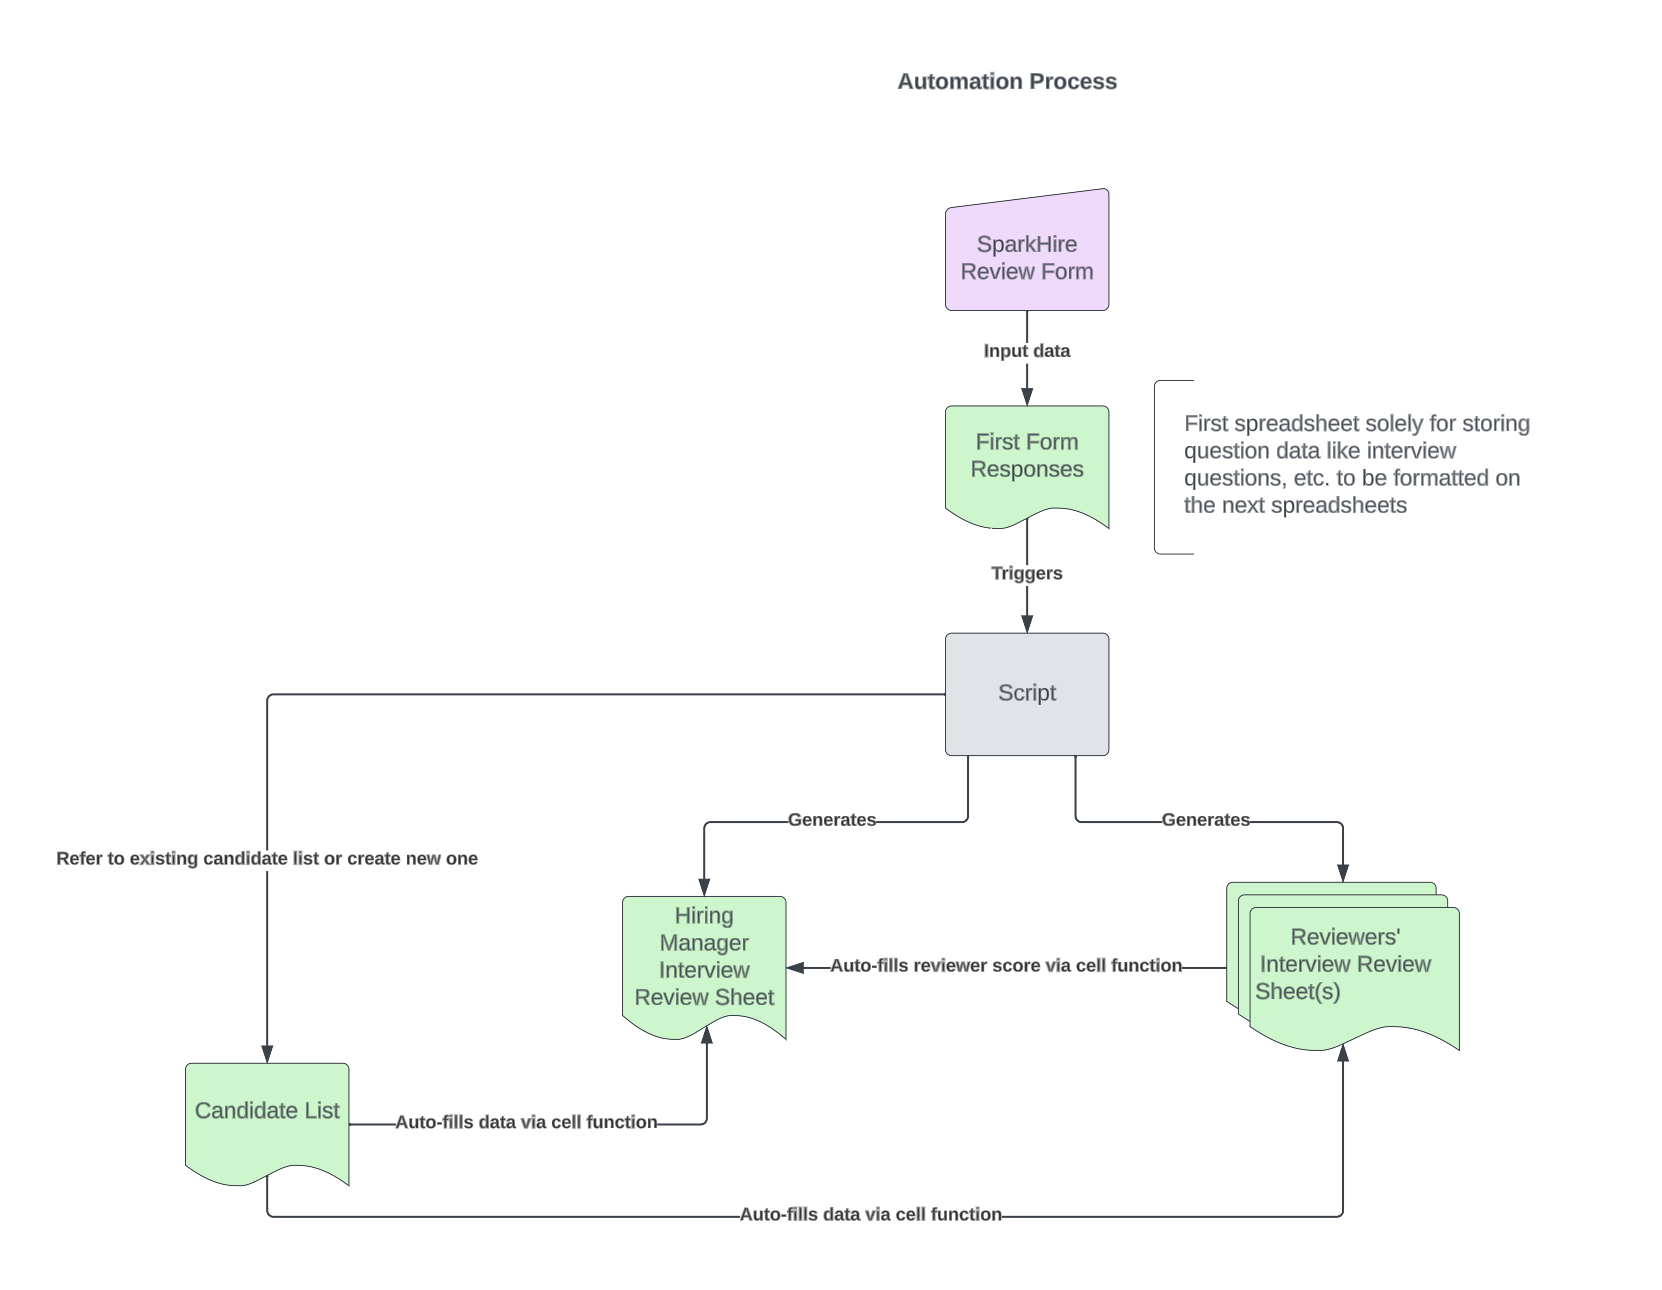 Automation Process
SparkHire
Review Form
Input data
First Form
Responses
First spreadsheet solely for storing
question data like interview
questions, etc. to be formatted on
the next spreadsheets
Triggers
Script
Generates
Generates
Refer to existing candidate list or create new one
Hiring
Manager
Interview
Review Sheet
Auto-fills reviewer score via cell function
Reviewers'
Interview Review
Sheet(s)
Candidate List
Auto-fills data via cell function
Auto-fills data via cell function